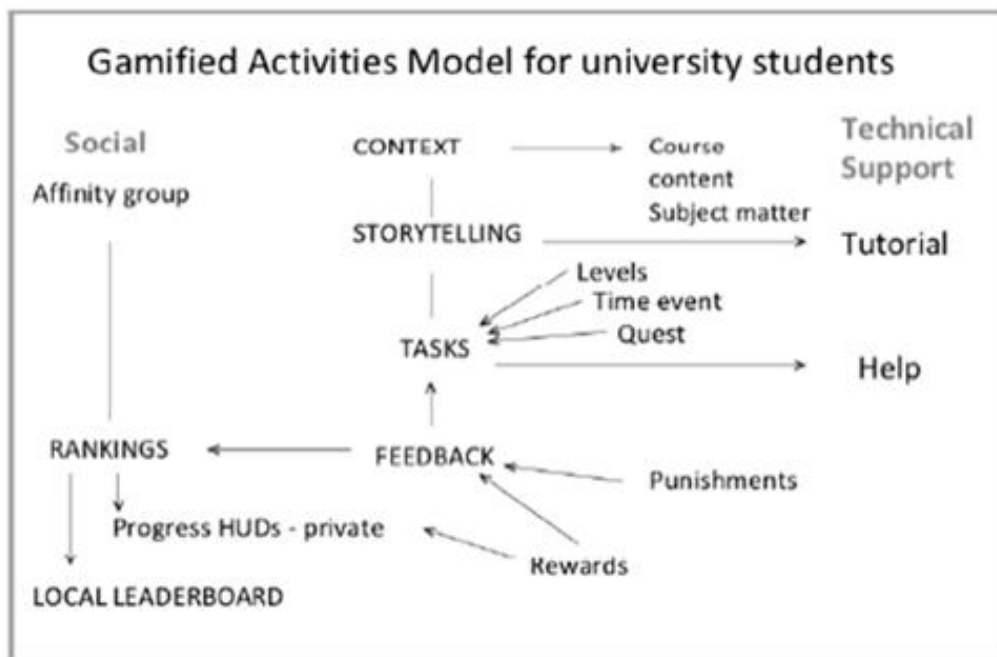 Gamified Activities Model for university students
Social
Affinity group
CONTEXT
Course
content
Subject matter
Technical
Support
STORYTELLING
Tutorial
Levels
Time event
Quest
TASKS
Help
RANKINGS
FEEDBACK
Punishments
Progress HUDs - private
Rewards
LOCAL LEADERBOARD